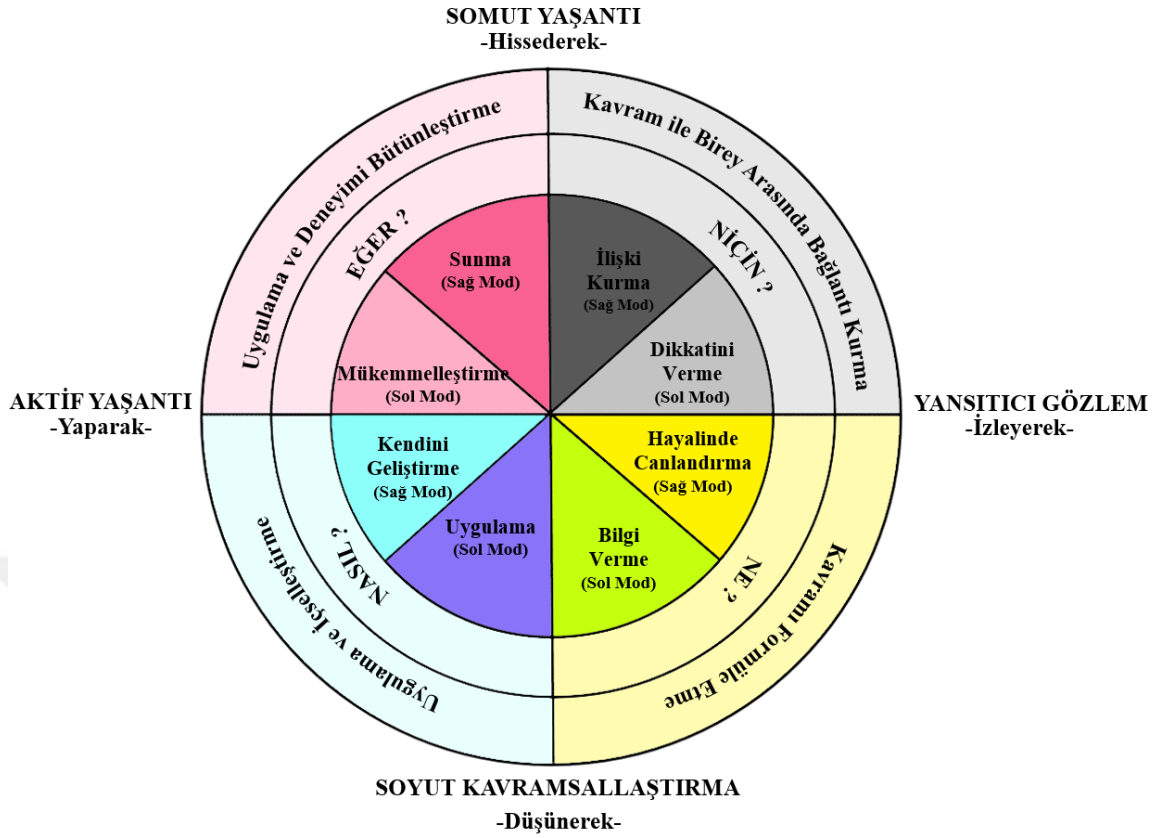 SOMUT YAŞANTI
-Hissederek-
Uygulama ve Deneyimi Bütünleştirme
Kavram ile Birey Arasında Bağlantı Kurma
EĞER ?
NİÇİN ?
Sunma
(Sağ Mod)
İlişki
Kurma
(Sağ Mod)
Mükemmelleştirme
(Sol Mod)
Dikkatini
Verme
(Sol Mod)
AKTİF YAŞANTI
-Yaparak-
YANSITICI GÖZLEM
-İzleyerek-
Kendini
Geliştirme
(Sağ Mod)
Hayalinde
Canlandırma
(Sağ Mod)
Uygulama
(Sol Mod)
Bilgi
Verme
(Sol Mod)
NASIL ?
NE ?
Uygulama ve İçselleştirme
Kavramı Formüle Etme
SOYUT KAVRAMSALLAŞTIRMA
-Düşünerek-